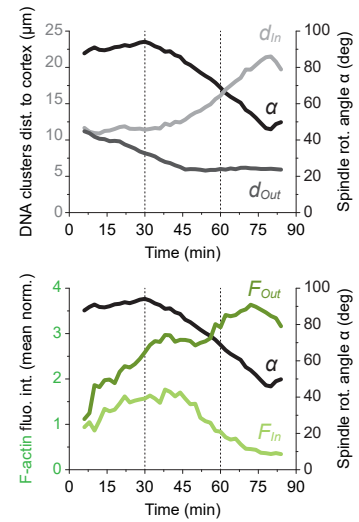 DNA clusters dist. to cortex (µm)
25
20
15
10
5
0
d_In
α
d_Out
100
80
60
40
20
0
Spindle rot. angle α (deg)
0 15 30 45 60 75 90
Time (min)
F-actin fluo. int. (mean norm.)
4
3
2
1
0
F_Out
α
F_In
100
80
60
40
20
0
Spindle rot. angle α (deg)
0 15 30 45 60 75 90
Time (min)